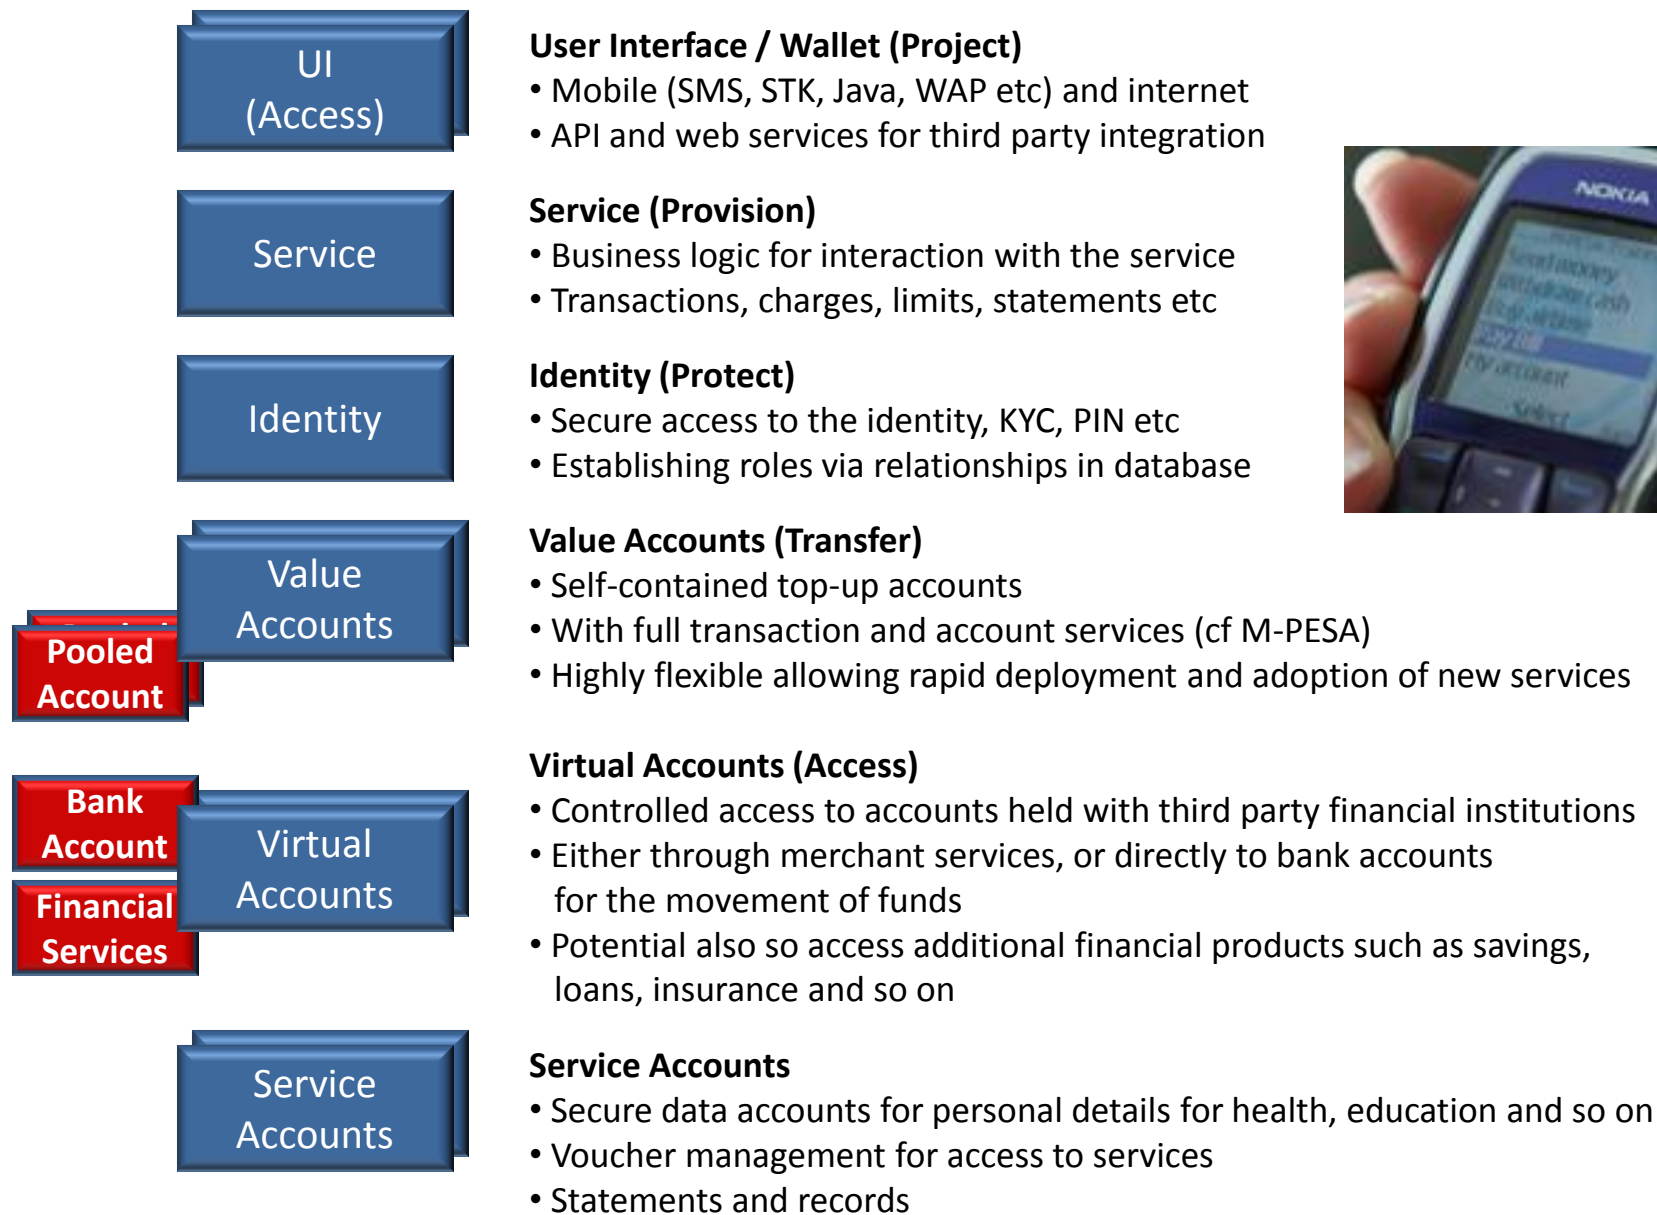 UI
(Access)
User Interface / Wallet (Project)
• Mobile (SMS, STK, Java, WAP etc) and internet
• API and web services for third party integration
NOKIA
Send money
withdraw cash
my account
Select
Service
Service (Provision)
• Business logic for interaction with the service
• Transactions, charges, limits, statements etc
Identity
Identity (Protect)
• Secure access to the identity, KYC, PIN etc
• Establishing roles via relationships in database
Value
Accounts
Pooled
Account
Value Accounts (Transfer)
• Self-contained top-up accounts
• With full transaction and account services (cf M-PESA)
• Highly flexible allowing rapid deployment and adoption of new services
Bank
Account
Financial
Services
Virtual
Accounts
Virtual Accounts (Access)
• Controlled access to accounts held with third party financial institutions
• Either through merchant services, or directly to bank accounts
for the movement of funds
• Potential also so access additional financial products such as savings,
loans, insurance and so on
Service
Accounts
Service Accounts
• Secure data accounts for personal details for health, education and so on
• Voucher management for access to services
• Statements and records